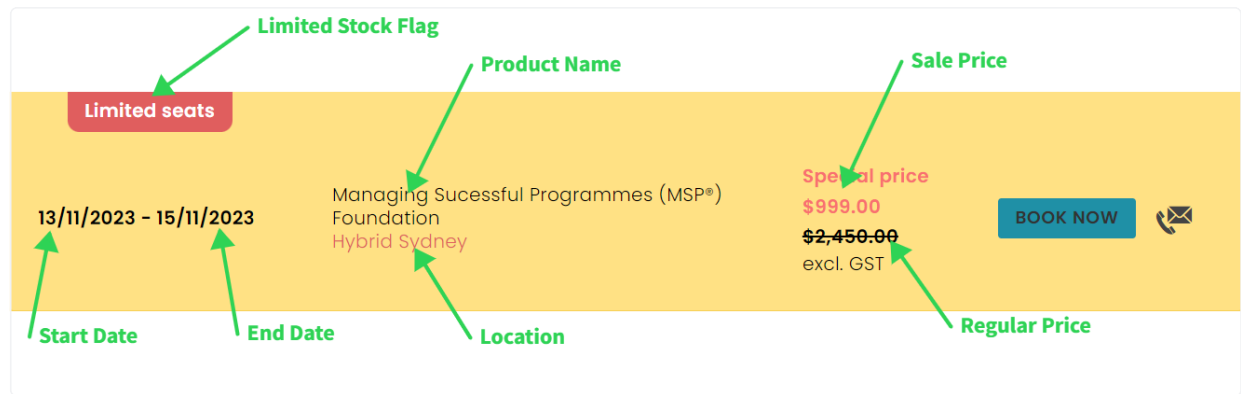 Limited Stock Flag
Product Name
Sale Price
Limited seats
Special price
Managing Sucessful Programmes (MSP®)
$999.00
13/11/2023 - 15/11/2023
Foundation
BOOK NOW
Hybrid Sydney
$2,450.00
excl. GST
Start Date
End Date
Location
Regular Price